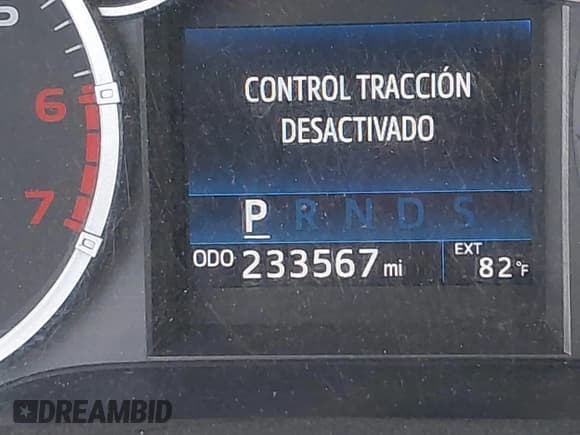 6
7
CONTROL TRACCIÓN
DESACTIVADO
P R N D S
ODO 233567 mi
EXT
82°F
DREAMBID